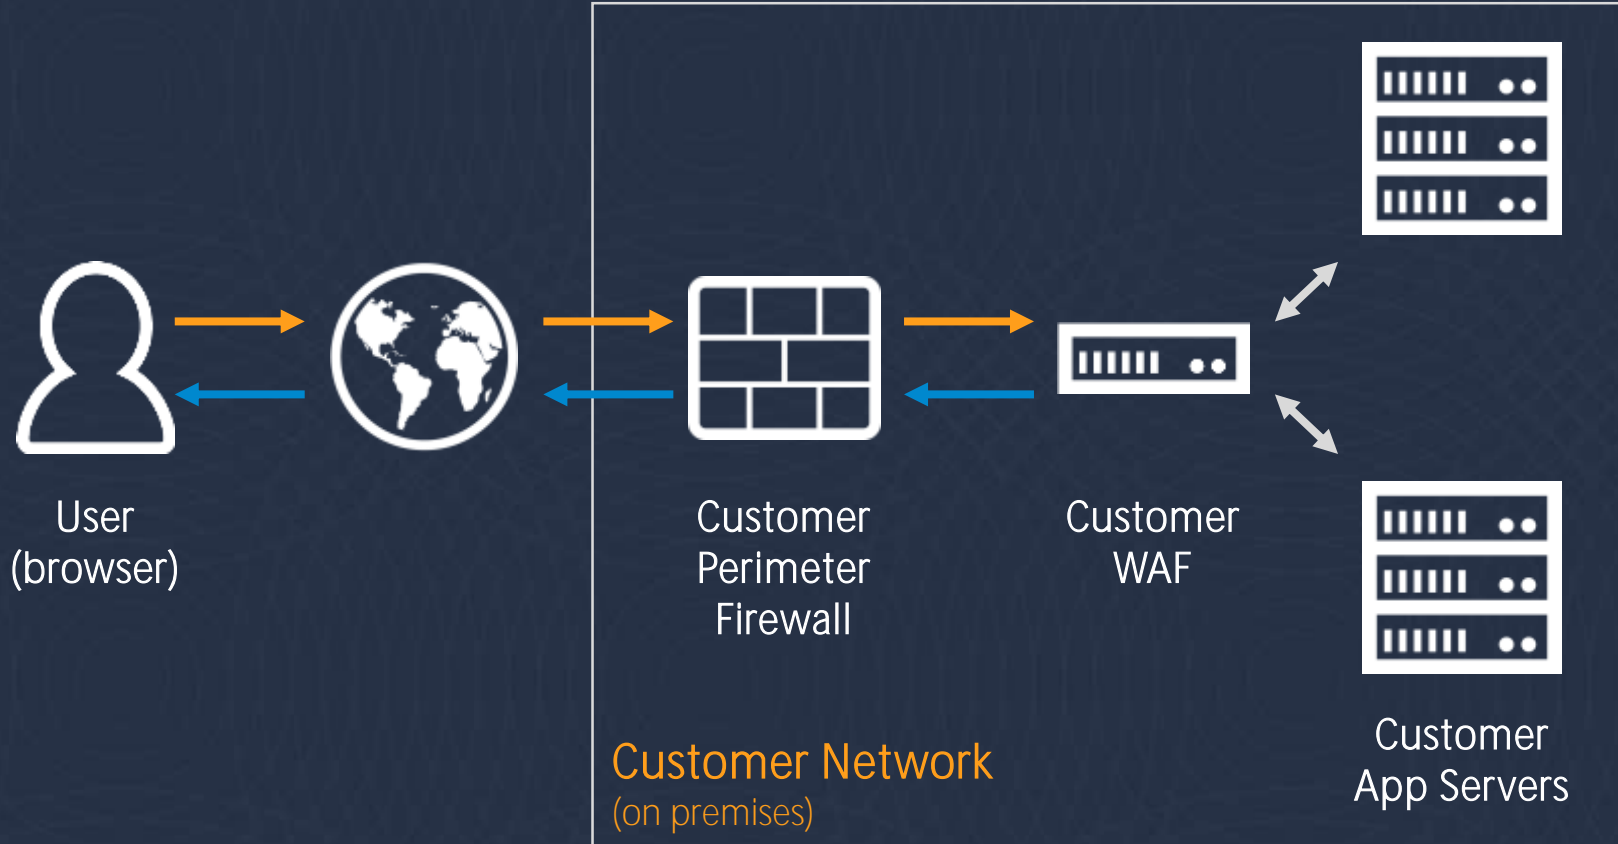 User
(browser)
Customer
Perimeter
Firewall
Customer
WAF
Customer
App Servers
Customer Network
(on premises)